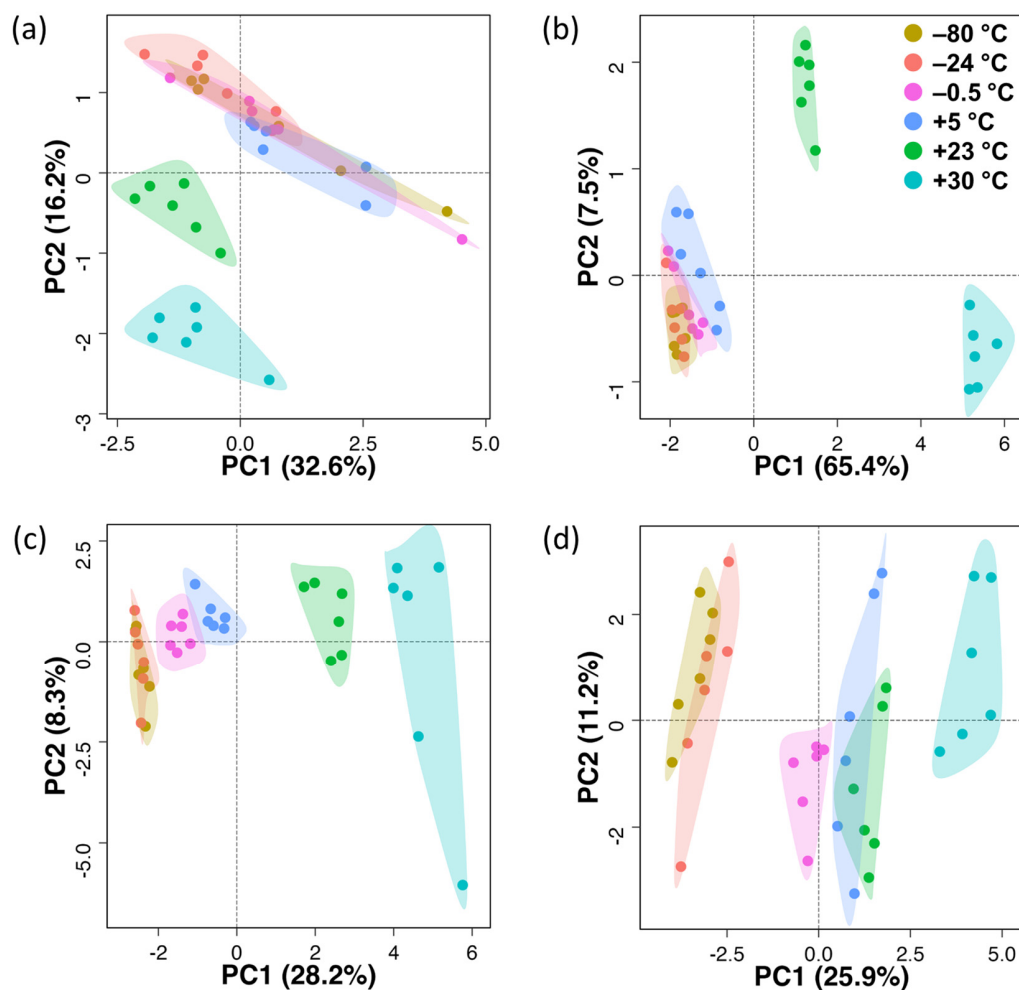 (a)
1
0
-1
-2
-3
PC2 (16.2%)
-2.5
0.0
2.5
5.0
PC1 (32.6%)
(b)
2
1
0
-1
PC2 (7.5%)
-2
0
2
4
6
PC1 (65.4%)
–80 °C
–24 °C
–0.5 °C
+5 °C
+23 °C
+30 °C
(c)
2.5
0.0
-2.5
-5.0
PC2 (8.3%)
-2
0
2
4
6
PC1 (28.2%)
(d)
2
0
-2
PC2 (11.2%)
-2.5
0.0
2.5
5.0
PC1 (25.9%)